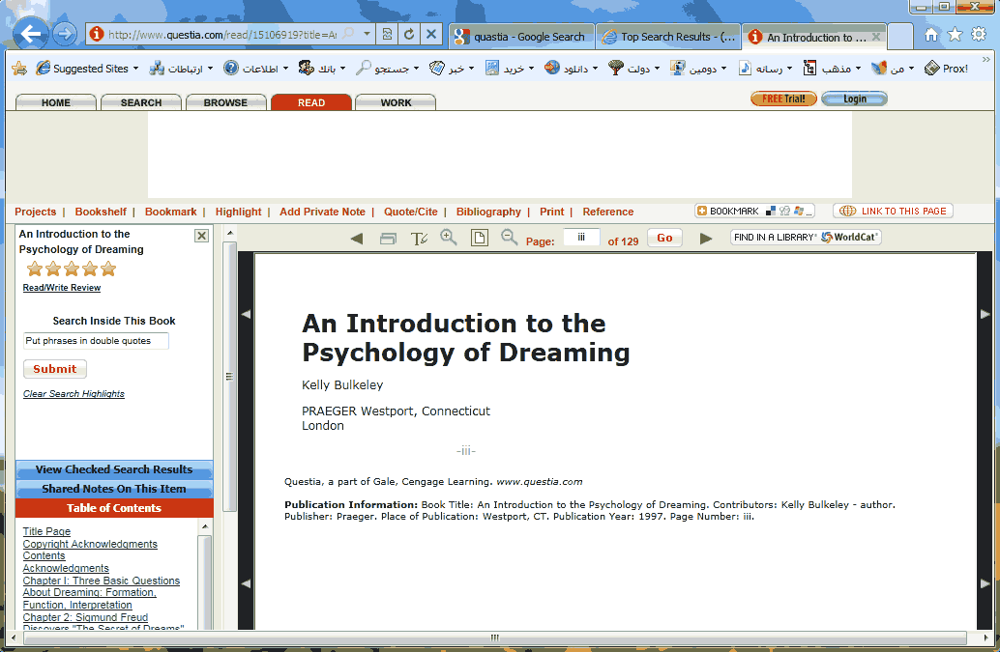 http://www.questia.com/read/15106919?title=A
quastia - Google Search
Top Search Results - (...
An Introduction to ...
Suggested Sites
ارتباطات
اطلاعات
بانك
جستجو
خبر
خريد
دانلود
دولت
دومين
رسانه
مذهب
من
Prox!
HOME
SEARCH
BROWSE
READ
WORK
FREE Trial!
Login
Projects | Bookshelf | Bookmark | Highlight | Add Private Note | Quote/Cite | Bibliography | Print | Reference
BOOKMARK
LINK TO THIS PAGE
An Introduction to the
Psychology of Dreaming
Read/Write Review
Search Inside This Book
Put phrases in double quotes
Submit
Clear Search Highlights
View Checked Search Results
Shared Notes On This Item
Table of Contents
Title Page
Copyright Acknowledgments
Contents
Acknowledgments
Chapter I: Three Basic Questions
About Dreaming: Formation,
Function, Interpretation
Chapter 2: Sigmund Freud
Discovers "The Secret of Dreams"
Page: iii of 129 Go
FIND IN A LIBRARY WorldCat
An Introduction to the
Psychology of Dreaming
Kelly Bulkeley
PRAEGER Westport, Connecticut
London
-iii-
Questia, a part of Gale, Cengage Learning. www.questia.com
Publication Information: Book Title: An Introduction to the Psychology of Dreaming. Contributors: Kelly Bulkeley - author.
Publisher: Praeger. Place of Publication: Westport, CT. Publication Year: 1997. Page Number: iii.